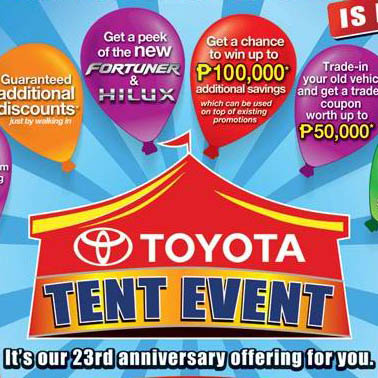 IS
Guaranteed
additional
discounts*
just by walking in
Get a peek
of the new
FORTUNER
&
HILUX
Get a chance
to win up to
₱100,000*
additional savings
which can be used
on top of existing
promotions
Trade-in
your old vehic
and get a trade
coupon
worth up to
₱50,000*
TOYOTA
TENT EVENT
It's our 23rd anniversary offering for you.